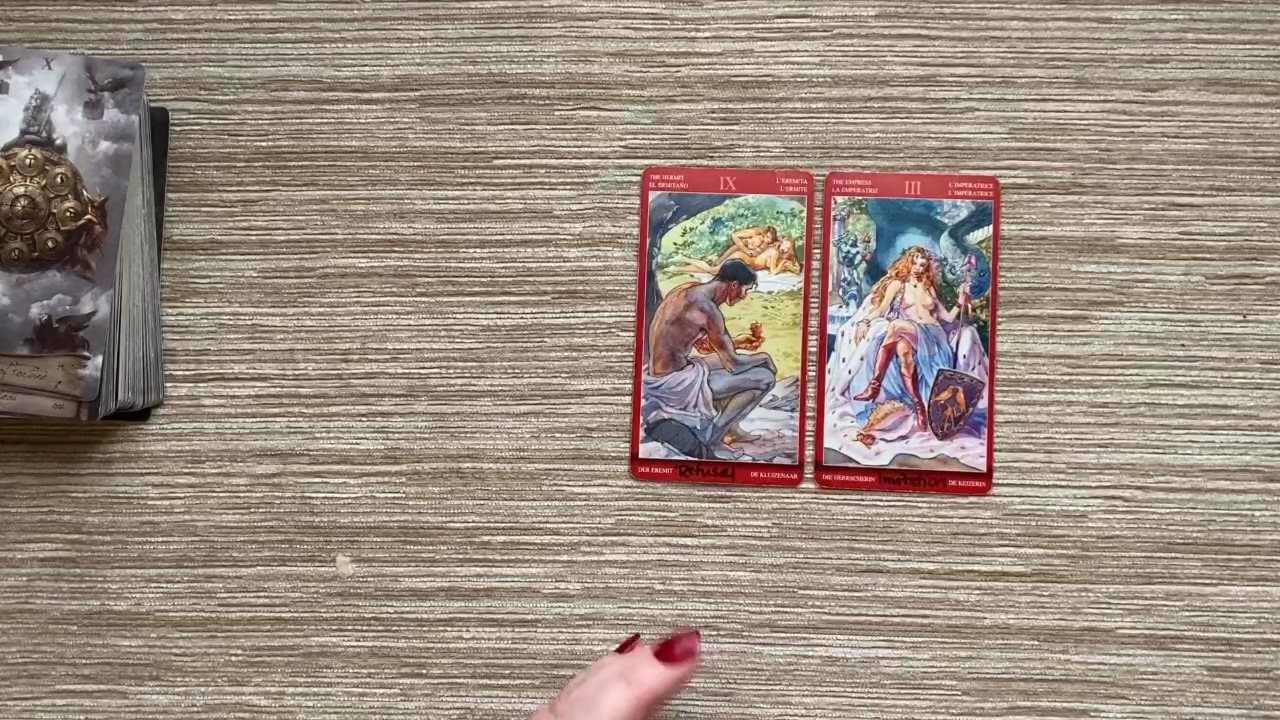 X
THE HERMIT
EL ERMITAÑO
IX
L'EREMITA
L'ERMITE
DER EREMIT
Refusal
DE KLUIZENAAR
THE EMPRESS
LA EMPERATRIZ
III
L'IMPERATRICE
L'IMPÉRATRICE
DIE HERRSCHERIN
Invitation
DE KEIZERIN